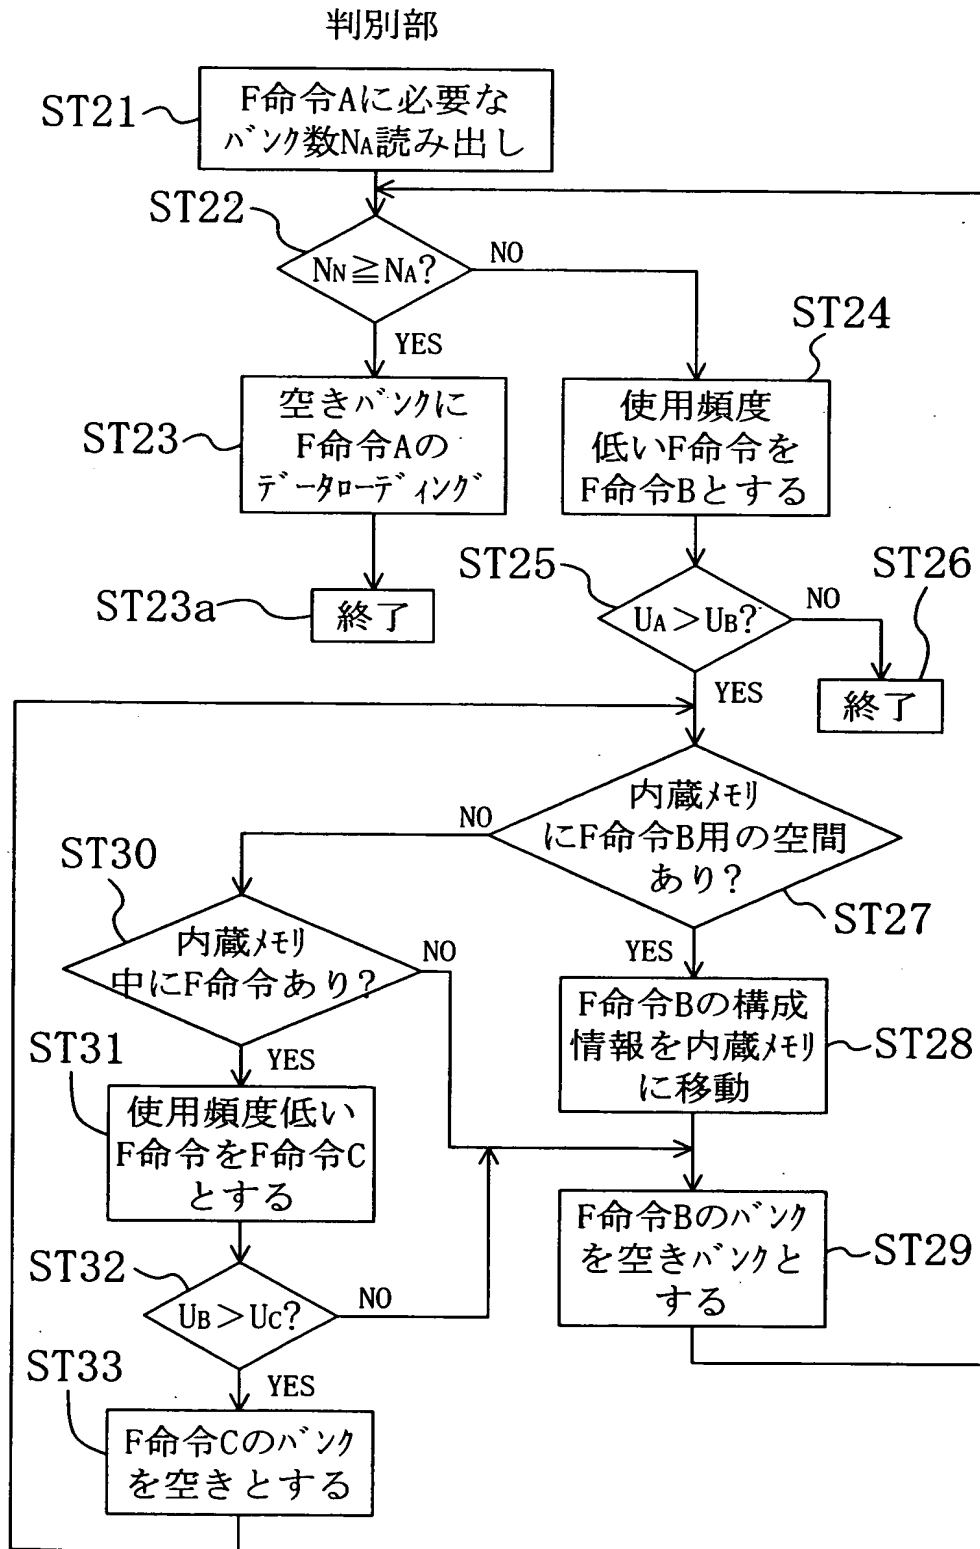 判別部
ST21
F命令Aに必要な
バンク数NA読み出し
ST22
NN≧NA?
NO
YES
ST23
空きバンクに
F命令Aの
データローディング
ST23a
終了
ST24
使用頻度
低いF命令を
F命令Bとする
ST25
UA>UB?
NO
YES
ST26
終了
内蔵メモリ
にF命令B用の空間
あり?
ST27
NO
YES
ST30
内蔵メモリ
中にF命令あり?
NO
YES
F命令Bの構成
情報を内蔵メモリ
に移動
ST28
ST31
使用頻度低い
F命令をF命令C
とする
F命令Bのバンク
を空きバンクと
する
ST29
ST32
UB>UC?
NO
YES
ST33
F命令Cのバンク
を空きとする